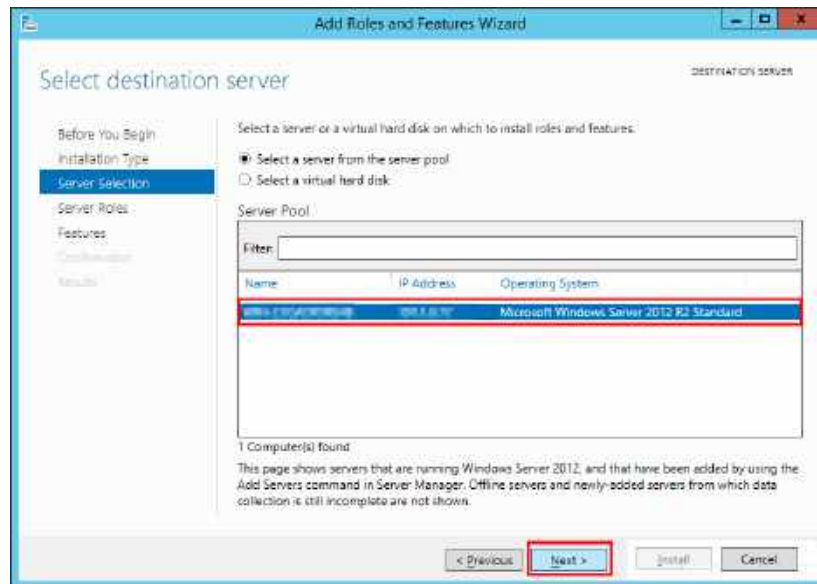 Add Roles and Features Wizard
Select destination server
DESTINATION SERVER
Before You Begin
Installation Type
Server Selection
Server Roles
Features
Confirmation
Results
Select a server or a virtual hard disk on which to install roles and features.
Select a server from the server pool
Select a virtual hard disk
Server Pool
Filter:
Name IP Address Operating System
Microsoft Windows Server 2012 R2 Standard
1 Computer(s) found
This page shows servers that are running Windows Server 2012, and that have been added by using the
Add Servers command in Server Manager. Offline servers and newly-added servers from which data
collection is still incomplete are not shown.
< Previous Next > Install Cancel